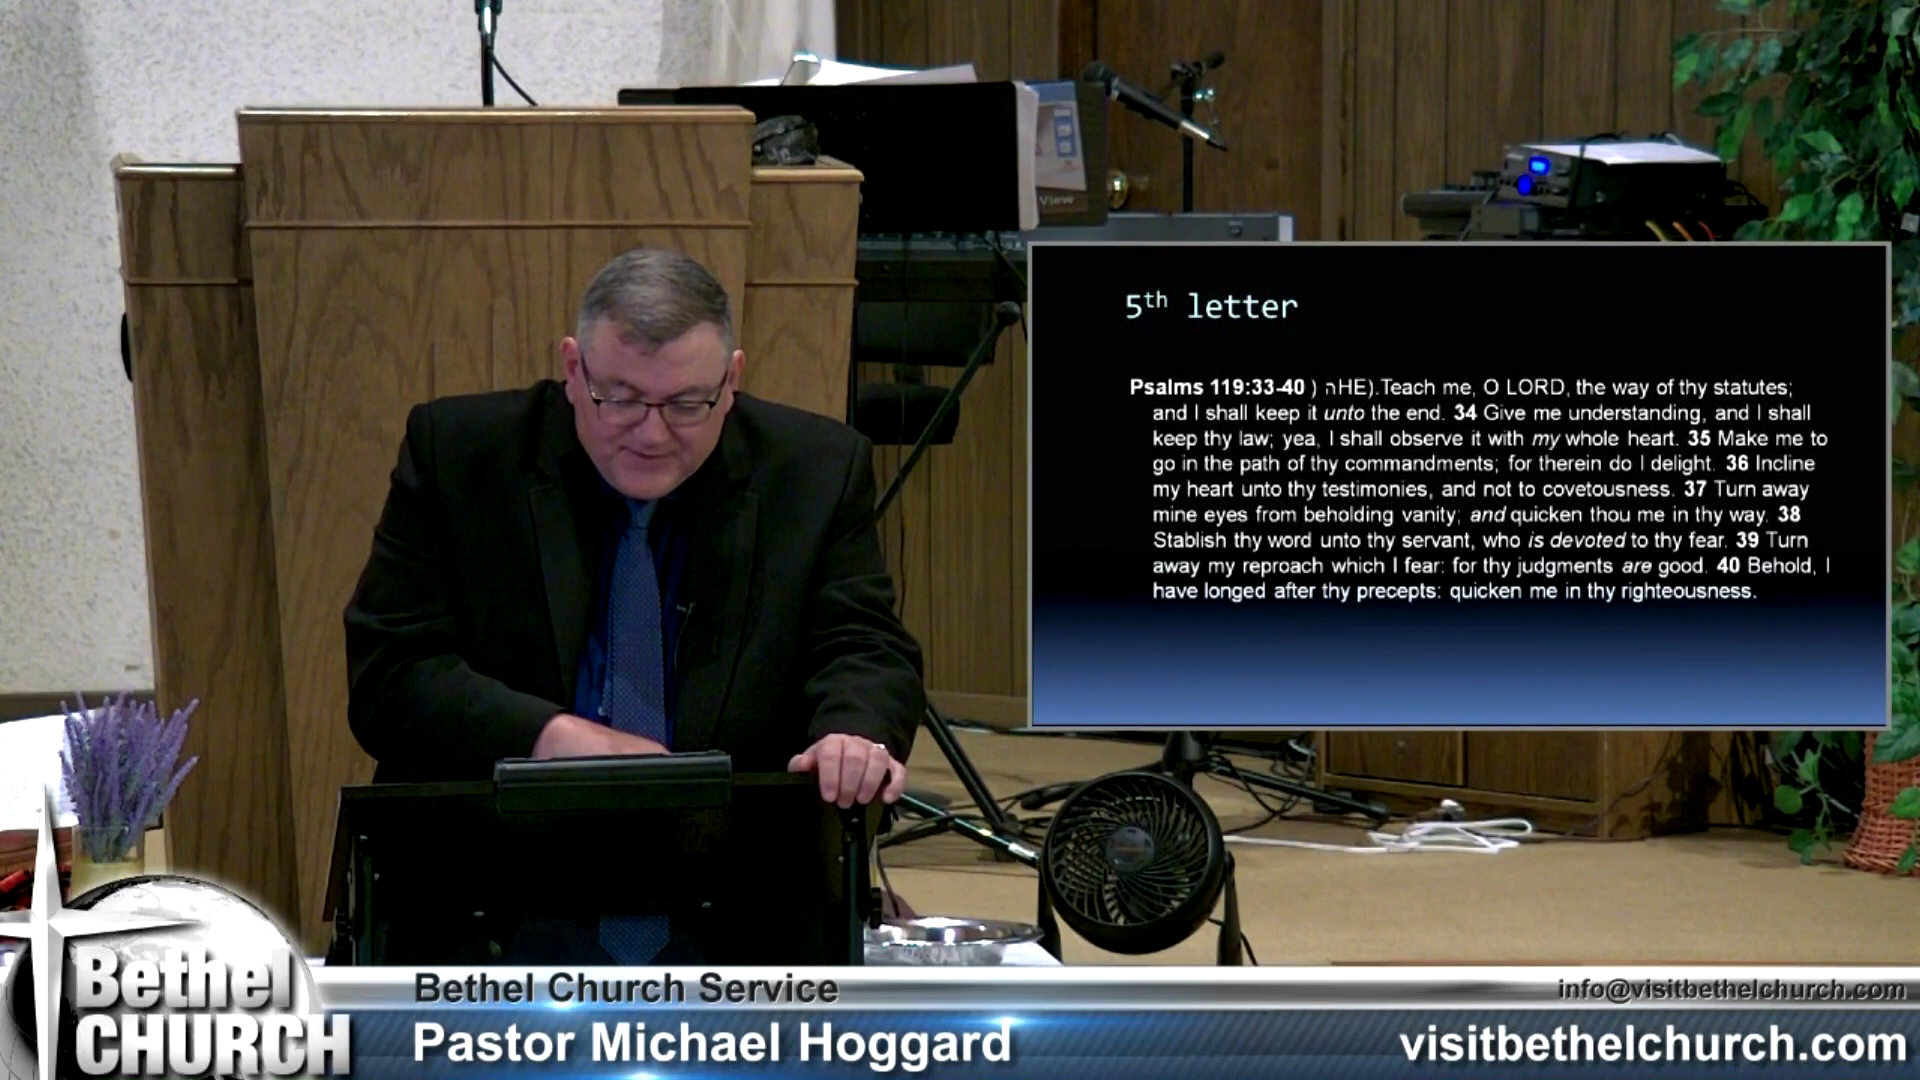 View
5th letter
Psalms 119:33-40 ) הHE).Teach me, O LORD, the way of thy statutes;
and I shall keep it unto the end. 34 Give me understanding, and I shall
keep thy law; yea, I shall observe it with my whole heart. 35 Make me to
go in the path of thy commandments; for therein do I delight. 36 Incline
my heart unto thy testimonies, and not to covetousness. 37 Turn away
mine eyes from beholding vanity; and quicken thou me in thy way. 38
Stablish thy word unto thy servant, who is devoted to thy fear. 39 Turn
away my reproach which I fear: for thy judgments are good. 40 Behold, I
have longed after thy precepts: quicken me in thy righteousness.
Bethel
CHURCH
Bethel Church Service
info@visitbethelchurch.com
Pastor Michael Hoggard
visitbethelchurch.com